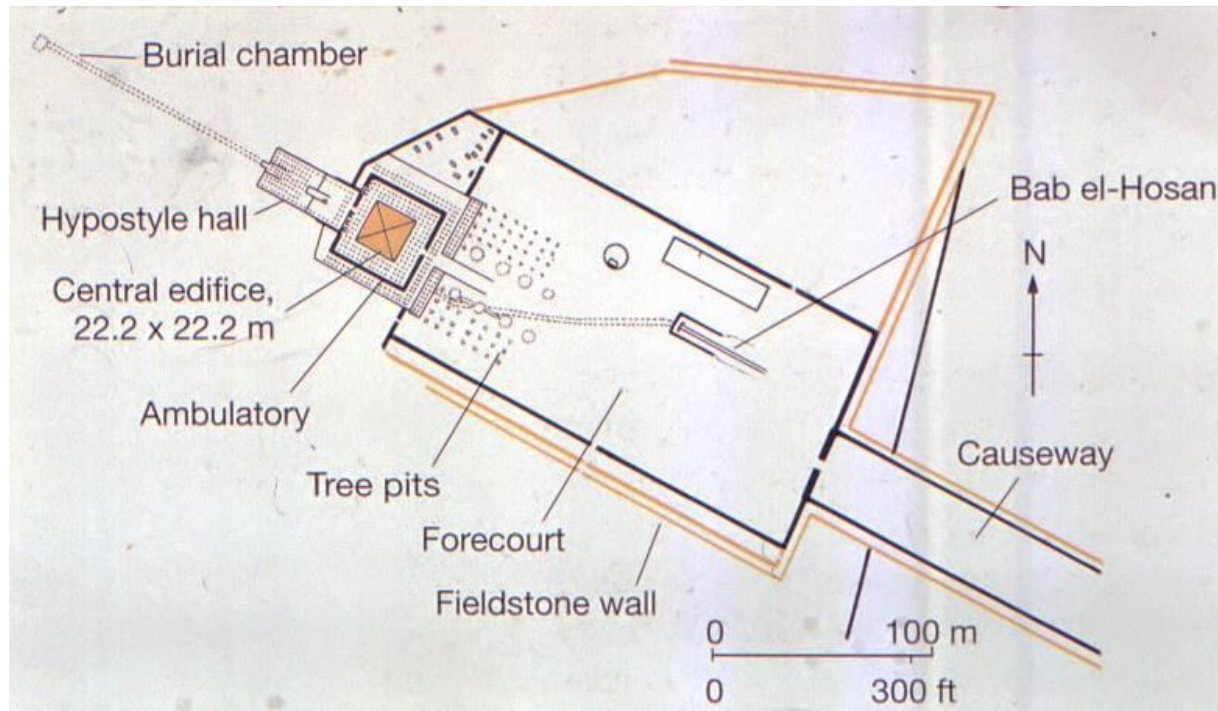 Burial chamber
Bab el-Hosan
Hypostyle hall
N
Central edifice,
22.2 x 22.2 m
Ambulatory
Causeway
Tree pits
Forecourt
Fieldstone wall
0 100 m
0 300 ft